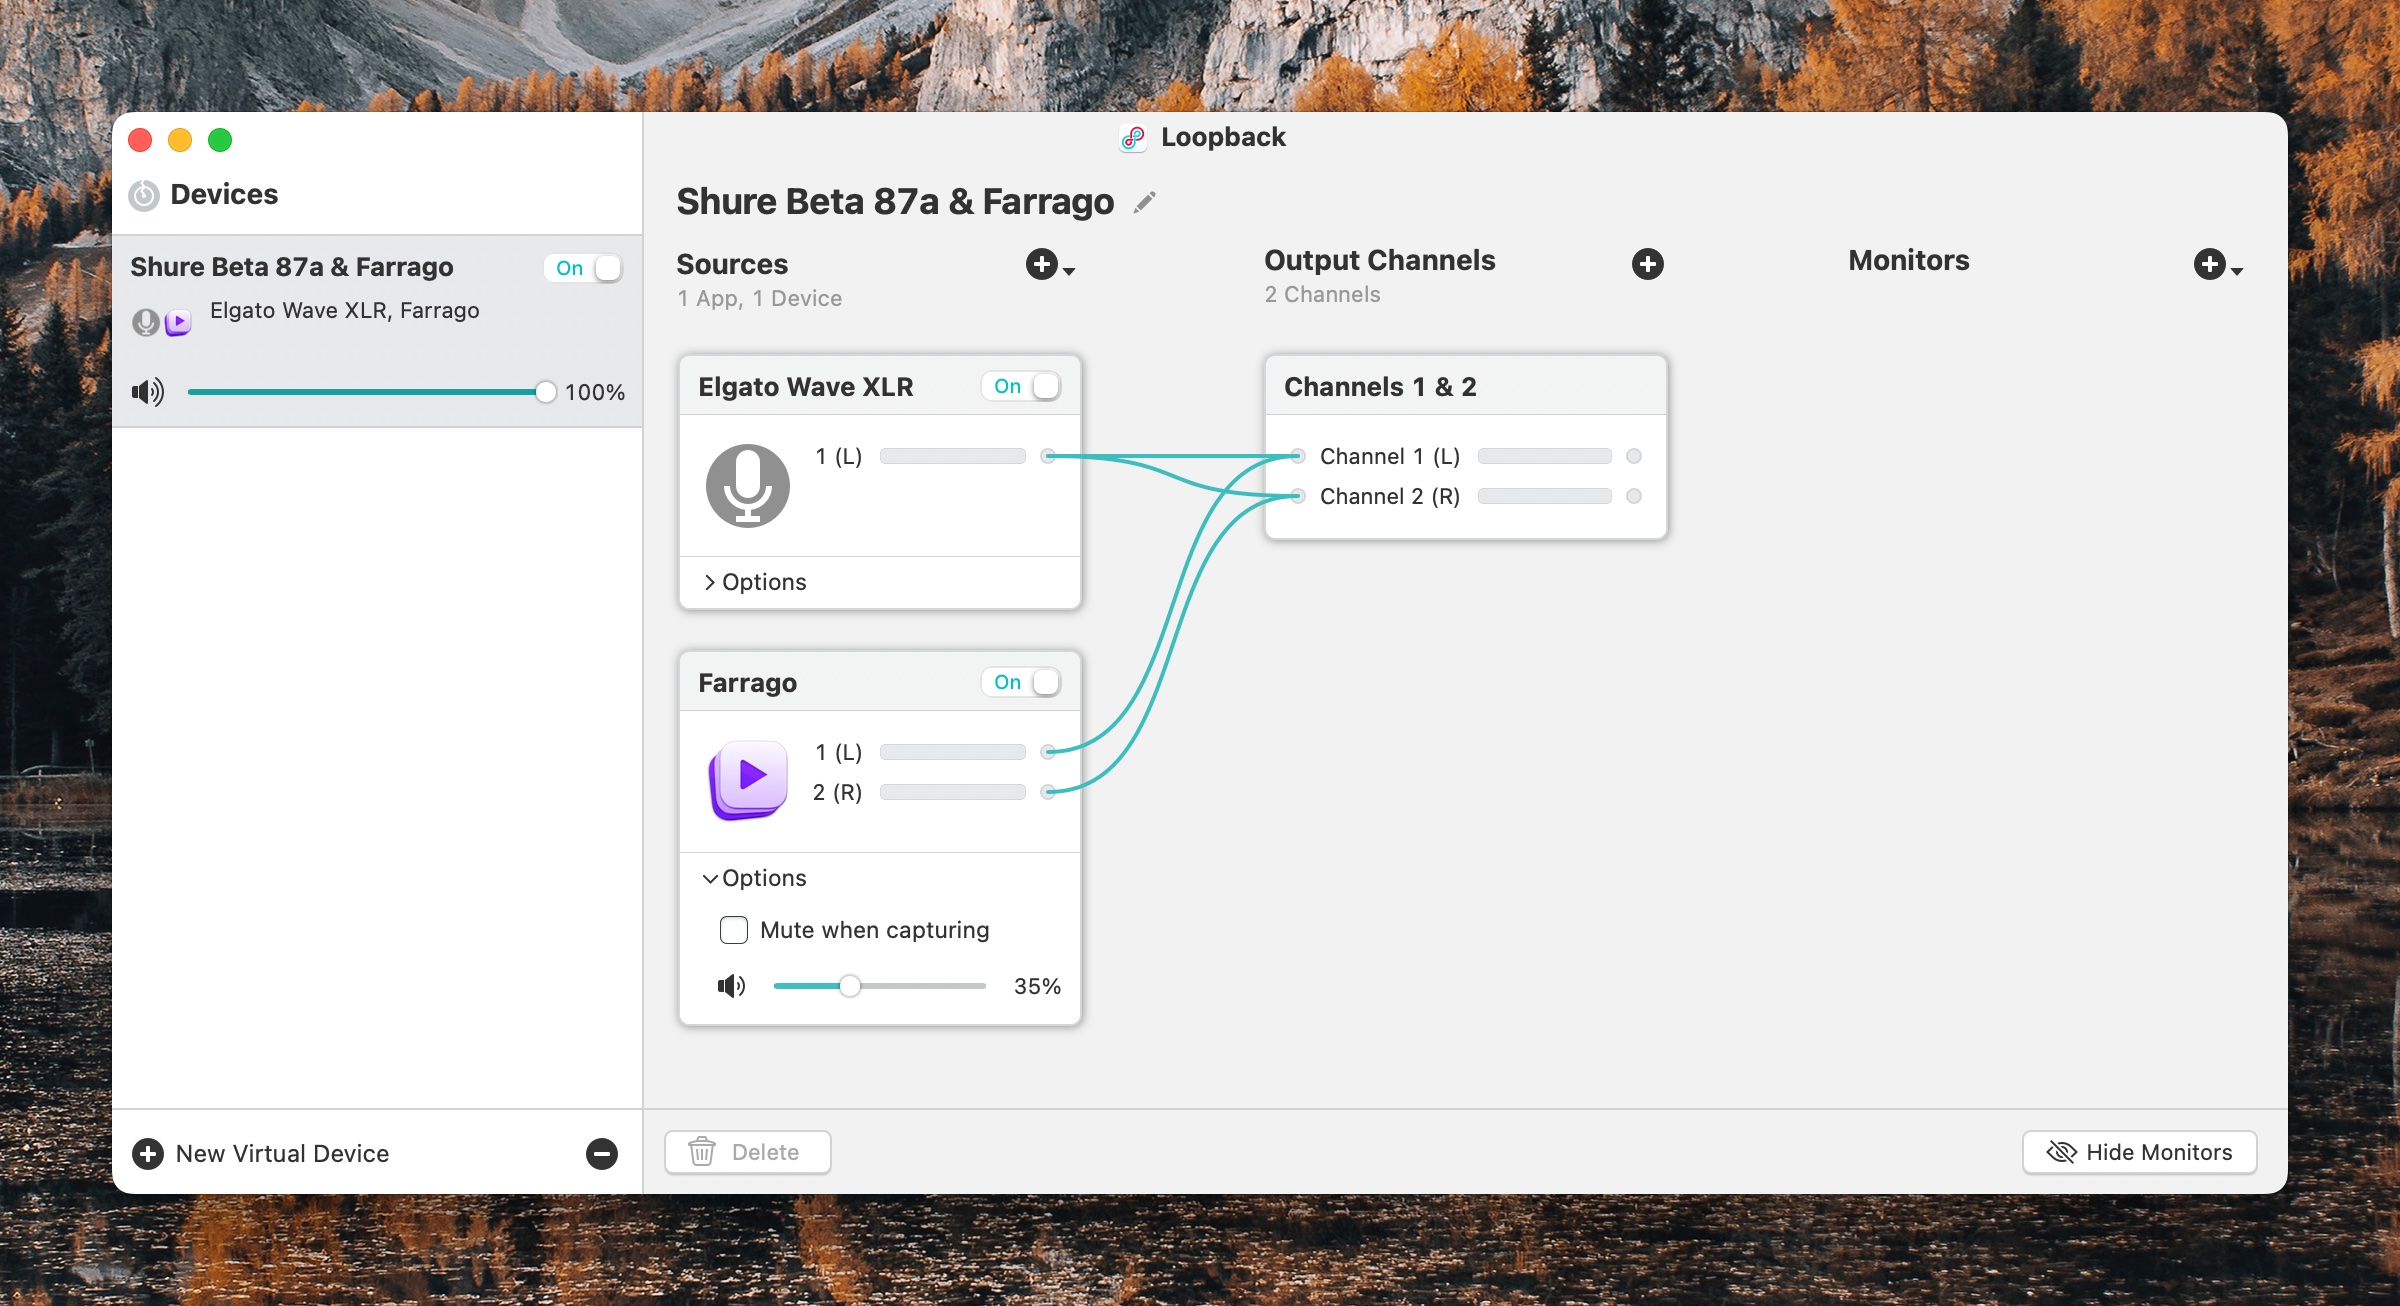 Loopback
Devices
Shure Beta 87a & Farrago
On
Elgato Wave XLR, Farrago
100%
New Virtual Device
Shure Beta 87a & Farrago
Sources
1 App, 1 Device
Elgato Wave XLR
On
1 (L)
Options
Farrago
On
1 (L)
2 (R)
Options
Mute when capturing
35%
Output Channels
2 Channels
Channels 1 & 2
Channel 1 (L)
Channel 2 (R)
Monitors
Delete
Hide Monitors